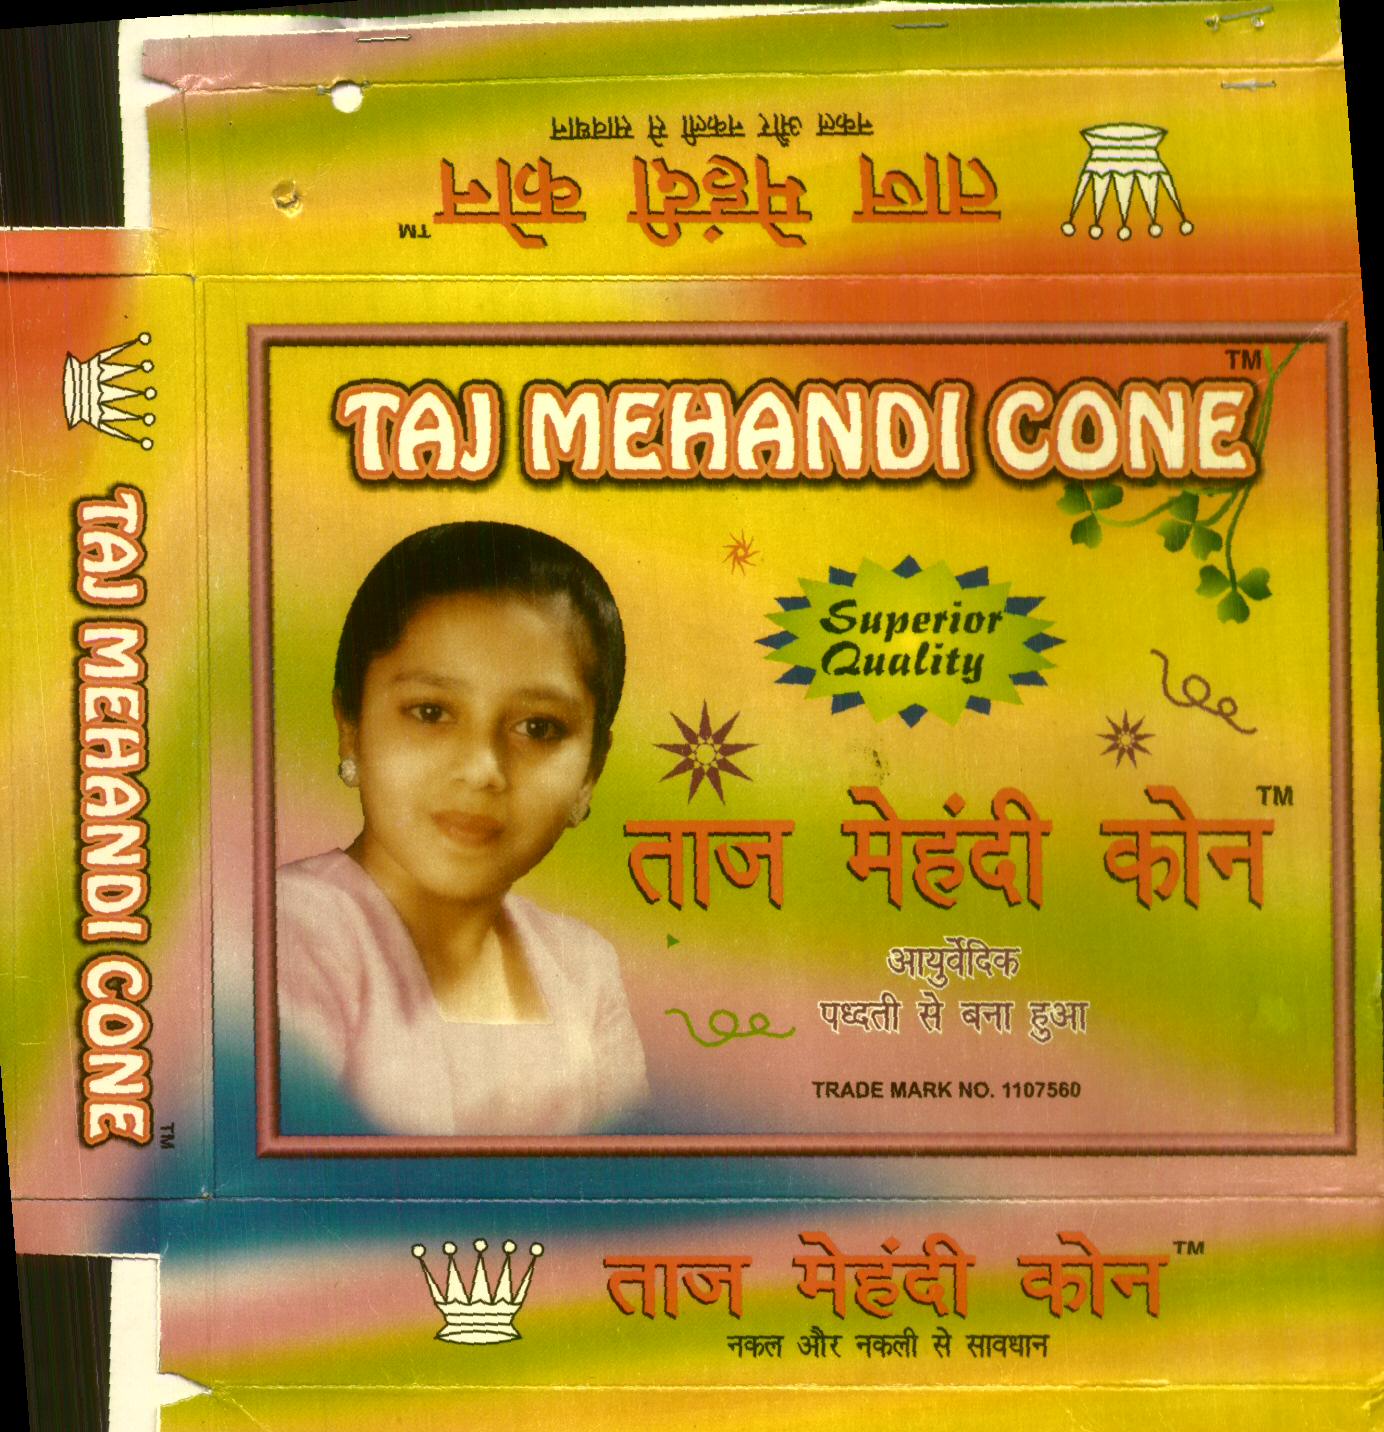 नकल और नकली से सावधान
ताज मेहंदी कोन TM
TM
TAJ MEHANDI CONE
TAJ MEHANDI CONE TM
Superior
Quality
ताज मेहंदी कोन TM
आयुर्वेदिक
पध्दती से बना हुआ
TRADE MARK NO. 1107560
ताज मेहंदी कोन TM
नकल और नकली से सावधान